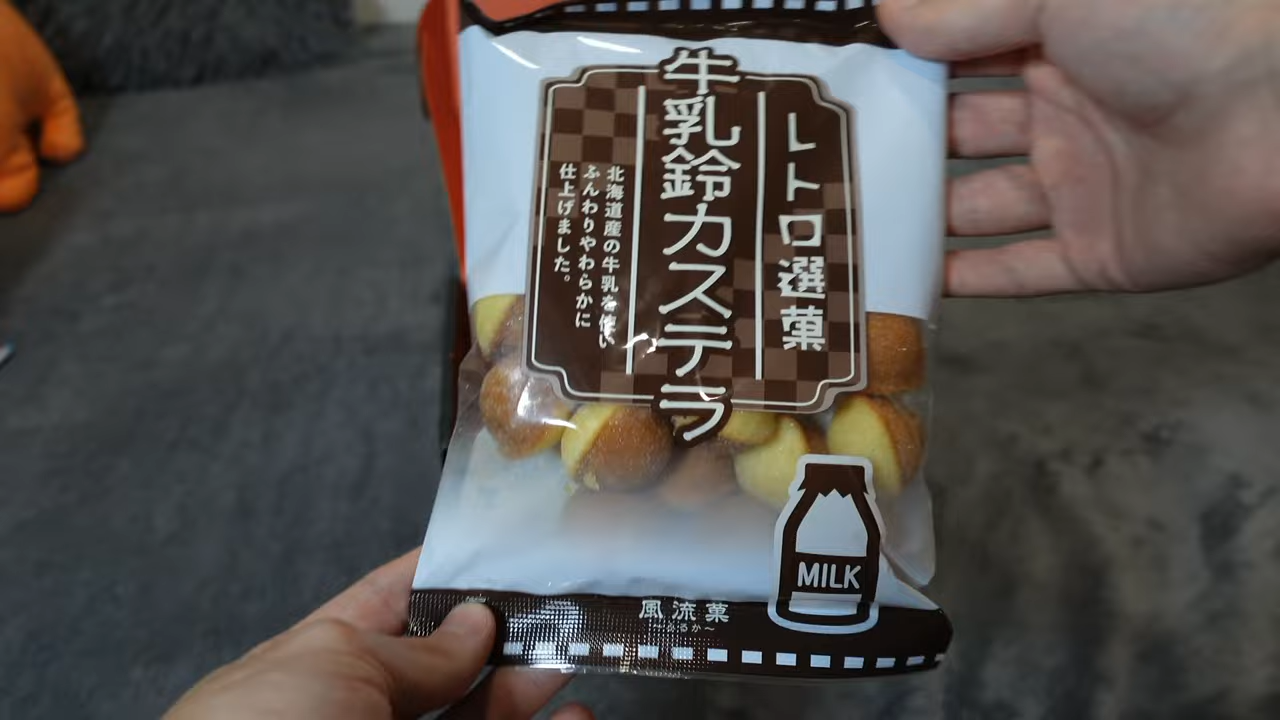 レトロ選菓
牛乳鈴カステラ
北海道産の牛乳を使い
ふんわりやわらかに
仕上げました。
MILK
風流菓